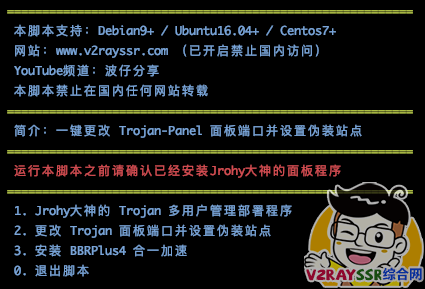 本脚本支持: Debian9+ / Ubuntu16.04+ / Centos7+
网站: www.v2rayssr.com (已开启禁止国内访问)
YouTube频道: 波仔分享
本脚本禁止在国内任何网站转载
简介: 一键更改 Trojan-Panel 面板端口并设置伪装站点
运行本脚本之前请确认已经安装Jrohy大神的面板程序
1. Jrohy大神的 Trojan 多用户管理部署程序
2. 更改 Trojan 面板端口并设置伪装站点
3. 安装 BBRPlus4 合一加速
0. 退出脚本
V2RAYSSR综合网